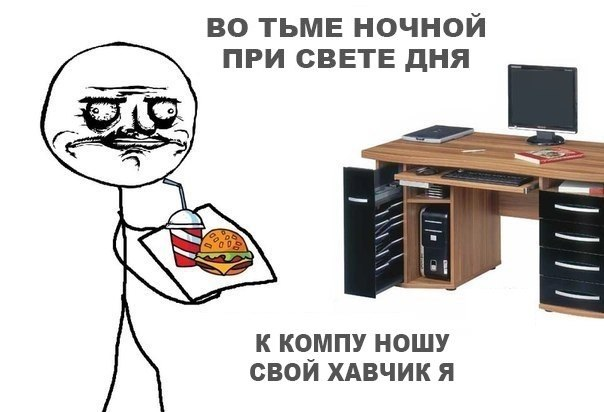 ВО ТЬМЕ НОЧНОЙ
ПРИ СВЕТЕ ДНЯ
К КОМПУ НОШУ
СВОЙ ХАВЧИК Я